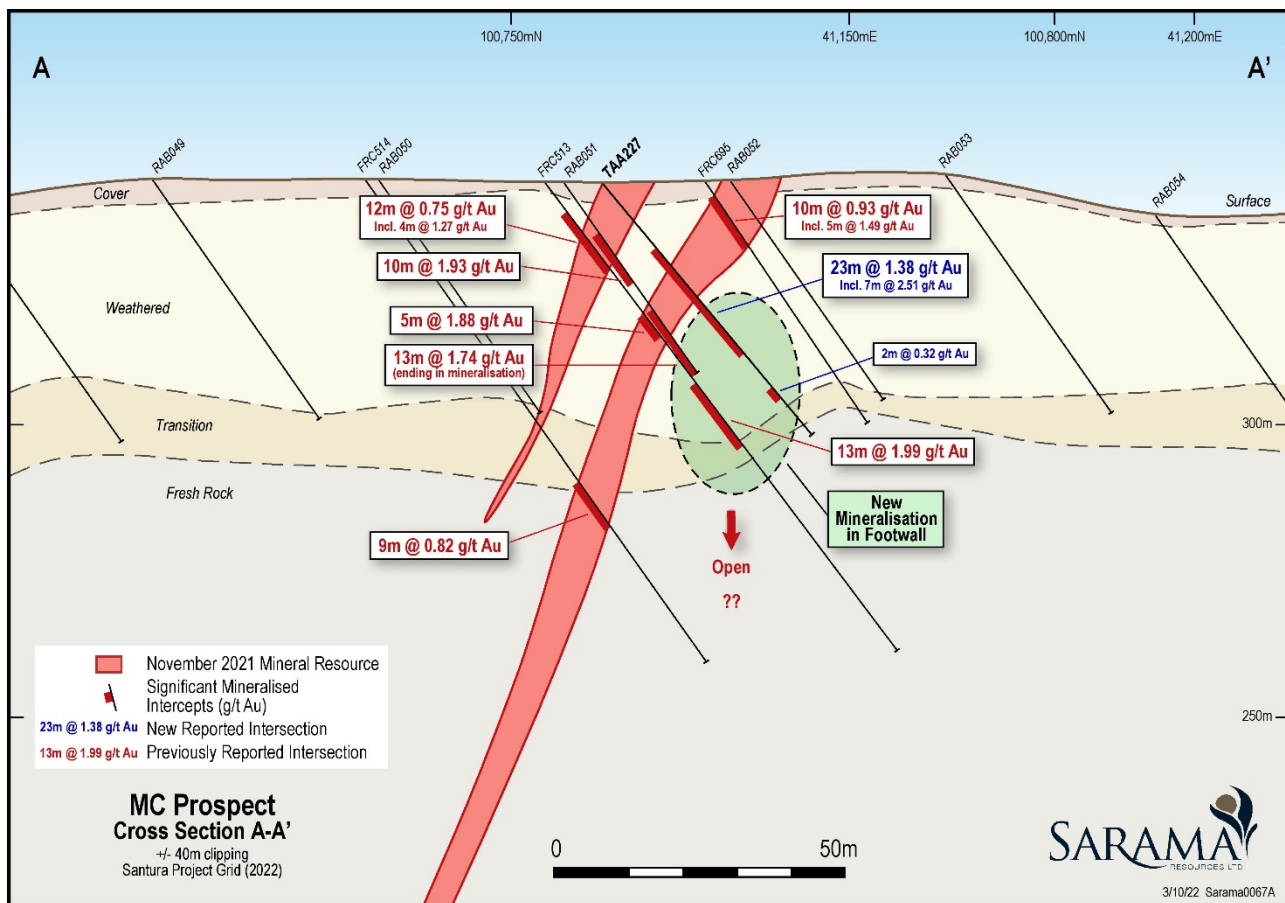 100,750mN
41,150mE
100,800mN
41,200mE
A
A'
RAB049
FRC514
RAB050
FRC513
RAB051
TAA227
FRC695
RAB052
RAB053
RAB054
Cover
Surface
12m @ 0.75 g/t Au
Incl. 4m @ 1.27 g/t Au
10m @ 0.93 g/t Au
Incl. 5m @ 1.49 g/t Au
10m @ 1.93 g/t Au
23m @ 1.38 g/t Au
Incl. 7m @ 2.51 g/t Au
Weathered
5m @ 1.88 g/t Au
13m @ 1.74 g/t Au
(ending in mineralisation)
2m @ 0.32 g/t Au
Transition
300m
13m @ 1.99 g/t Au
Fresh Rock
New
Mineralisation
in Footwall
9m @ 0.82 g/t Au
Open
??
November 2021 Mineral Resource
Significant Mineralised
Intercepts (g/t Au)
23m @ 1.38 g/t Au New Reported Intersection
13m @ 1.99 g/t Au Previously Reported Intersection
250m
MC Prospect
Cross Section A-A'
+/- 40m clipping
Santura Project Grid (2022)
0
50m
SARAMA
RESOURCES LTD
3/10/22 Sarama0067A